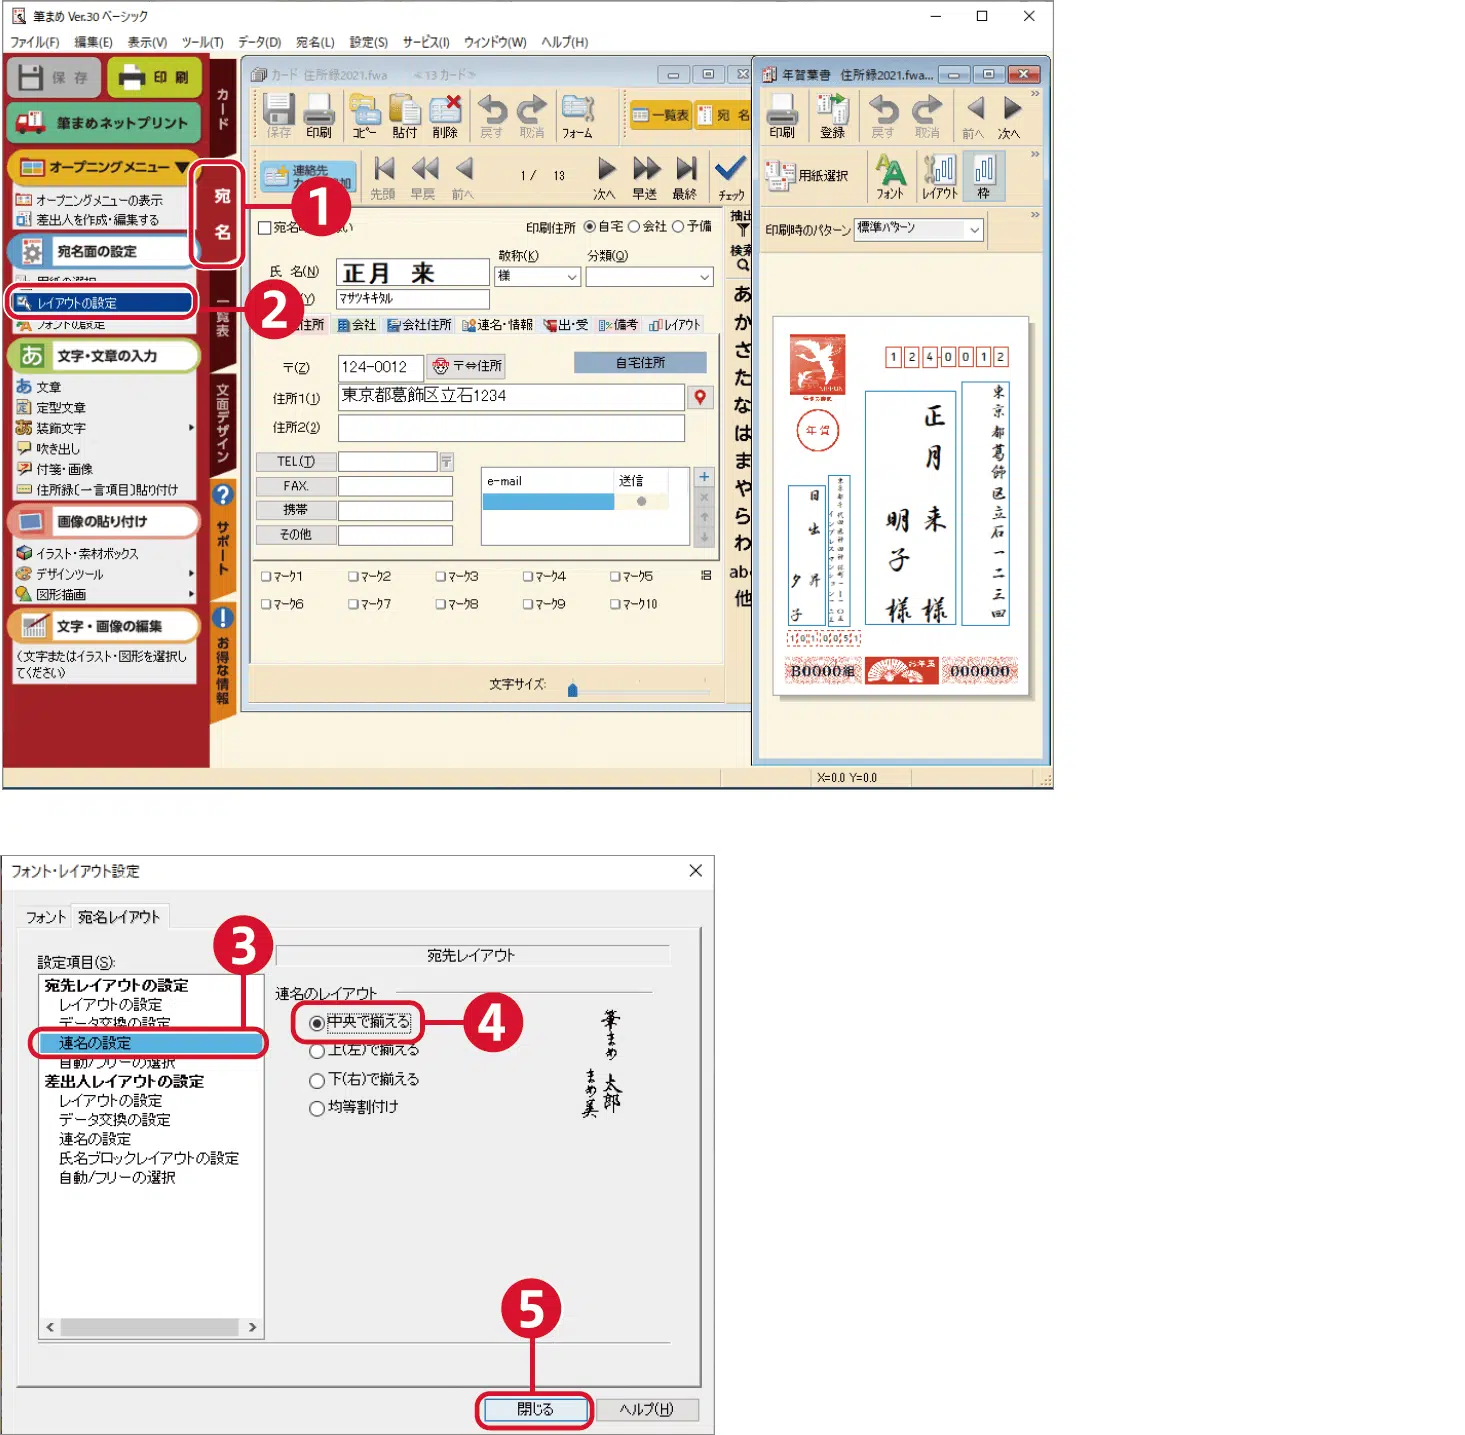 筆まめ Ver.30 ベーシック
ファイル(F) 編集(E) 表示(V) ツール(T) データ(D) 宛名(L) 設定(S) サービス(I) ウィンドウ(W) ヘルプ(H)
保存 印刷
筆まめネットプリント
オープニングメニュー▼
オープニングメニューの表示
差出人を作成・編集する
宛名面の設定
レイアウトの設定
フォントの設定
文字・文章の入力
文章
定型文章
装飾文字
吹き出し
付箋・画像
住所録[一言項目]貼り付け
画像の貼り付け
イラスト・素材ボックス
デザインツール
図形描画
文字・画像の編集
(文字またはイラスト・図形を選択し
てください)
カード
宛名
1
2
一覧表
文面デザイン
サポート
お得な情報
カード 住所録2021.fwa ≪13 カード≫
保存 印刷 コピー 貼付 削除 戻す 取消 フォーム 一覧表 宛名
連絡先
先頭 早戻 前へ 1 / 13 次へ 早送 最終 チェック
印刷住所 自宅 会社 予備
氏 名(N) 正月 来 敬称(K) 様 分類(Q)
マサツキキタル
住所 会社 会社住所 連名・情報 出・受 備考 レイアウト
〒(Z) 124-0012 〒⇔住所 自宅住所
住所1(1) 東京都葛飾区立石1234
住所2(2)
TEL(T)
FAX.
携帯
その他
e-mail 送信
マーク1 マーク2 マーク3 マーク4 マーク5
マーク6 マーク7 マーク8 マーク9 マーク10
文字サイズ:
抽出
検索
あ
か
さ
た
な
は
ま
や
ら
わ
abc
他
年賀葉書 住所録2021.fwa...
印刷 登録 戻す 取消 前へ 次へ
用紙選択 フォント レイアウト 枠
印刷時のパターン 標準パターン
1240012
年賀
東京都葛飾区立石一二三四
正月 来 様
明子 様
日出 昇
夕子
1010051
B0000組 お年玉 000000
X=0.0 Y=0.0
フォント・レイアウト設定
フォント 宛名レイアウト
3
設定項目(S):
宛先レイアウトの設定
レイアウトの設定
データ交換の設定
連名の設定
自動/フリーの選択
差出人レイアウトの設定
レイアウトの設定
データ交換の設定
連名の設定
氏名ブロックレイアウトの設定
自動/フリーの選択
宛先レイアウト
連名のレイアウト
中央で揃える
4
上(左)で揃える
下(右)で揃える
均等割付け
筆まめ 太郎
まめ美
5
閉じる ヘルプ(H)